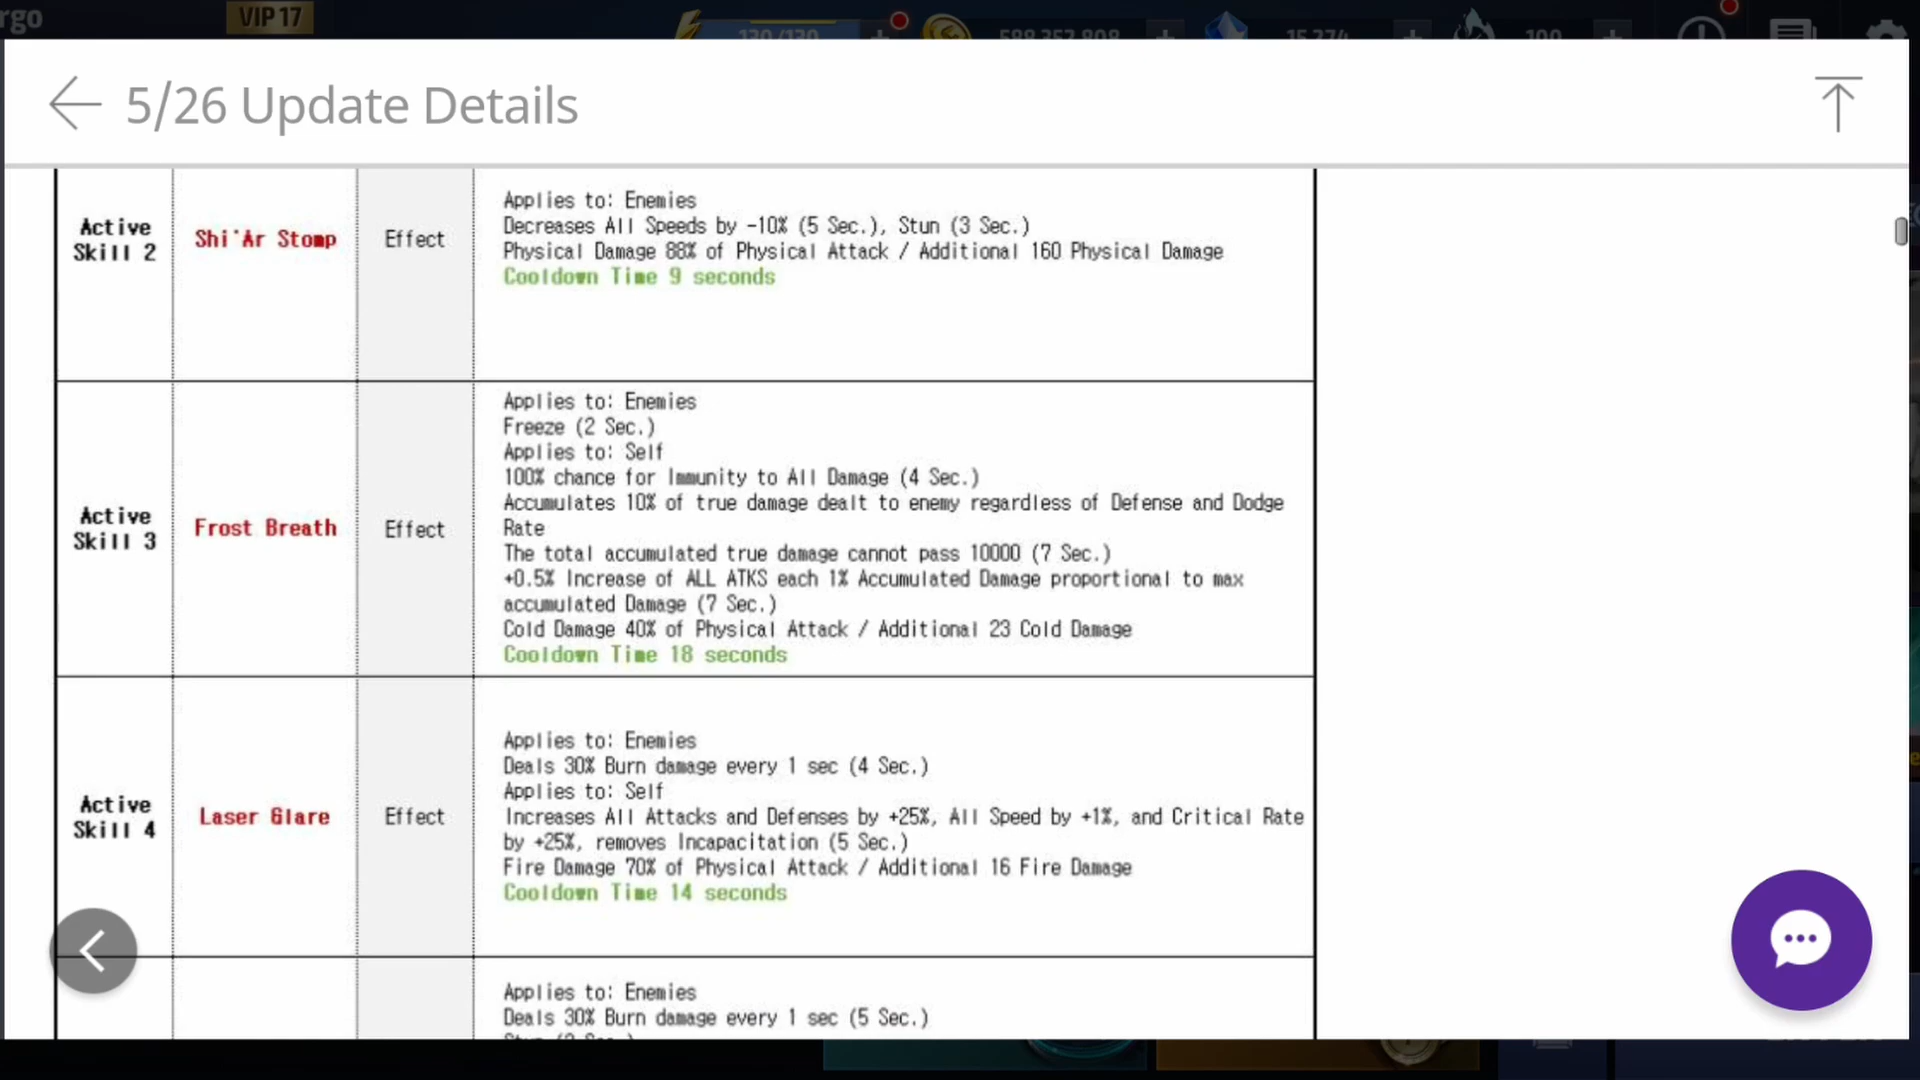 rgo
VIP 17
130/130
588,352,808
15,274
100
5/26 Update Details
Active
Skill 2
Shi'Ar Stomp
Effect
Applies to: Enemies
Decreases All Speeds by -10% (5 Sec.), Stun (3 Sec.)
Physical Damage 88% of Physical Attack / Additional 160 Physical Damage
Cooldown Time 9 seconds
Active
Skill 3
Frost Breath
Effect
Applies to: Enemies
Freeze (2 Sec.)
Applies to: Self
100% chance for Immunity to All Damage (4 Sec.)
Accumulates 10% of true damage dealt to enemy regardless of Defense and Dodge
Rate
The total accumulated true damage cannot pass 10000 (7 Sec.)
+0.5% Increase of ALL ATKS each 1% Accumulated Damage proportional to max
accumulated Damage (7 Sec.)
Cold Damage 40% of Physical Attack / Additional 23 Cold Damage
Cooldown Time 18 seconds
Active
Skill 4
Laser Glare
Effect
Applies to: Enemies
Deals 30% Burn damage every 1 sec (4 Sec.)
Applies to: Self
Increases All Attacks and Defenses by +25%, All Speed by +1%, and Critical Rate
by +25%, removes Incapacitation (5 Sec.)
Fire Damage 70% of Physical Attack / Additional 16 Fire Damage
Cooldown Time 14 seconds
Applies to: Enemies
Deals 30% Burn damage every 1 sec (5 Sec.)